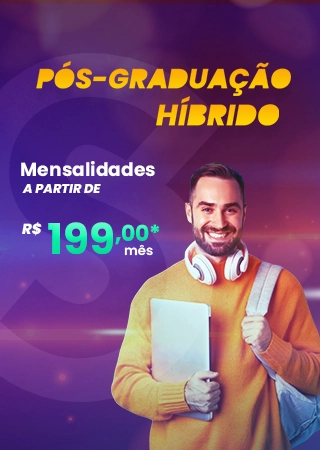 PÓS-GRADUAÇÃO
HÍBRIDO
Mensalidades
A PARTIR DE
R$ 199,00*
mês